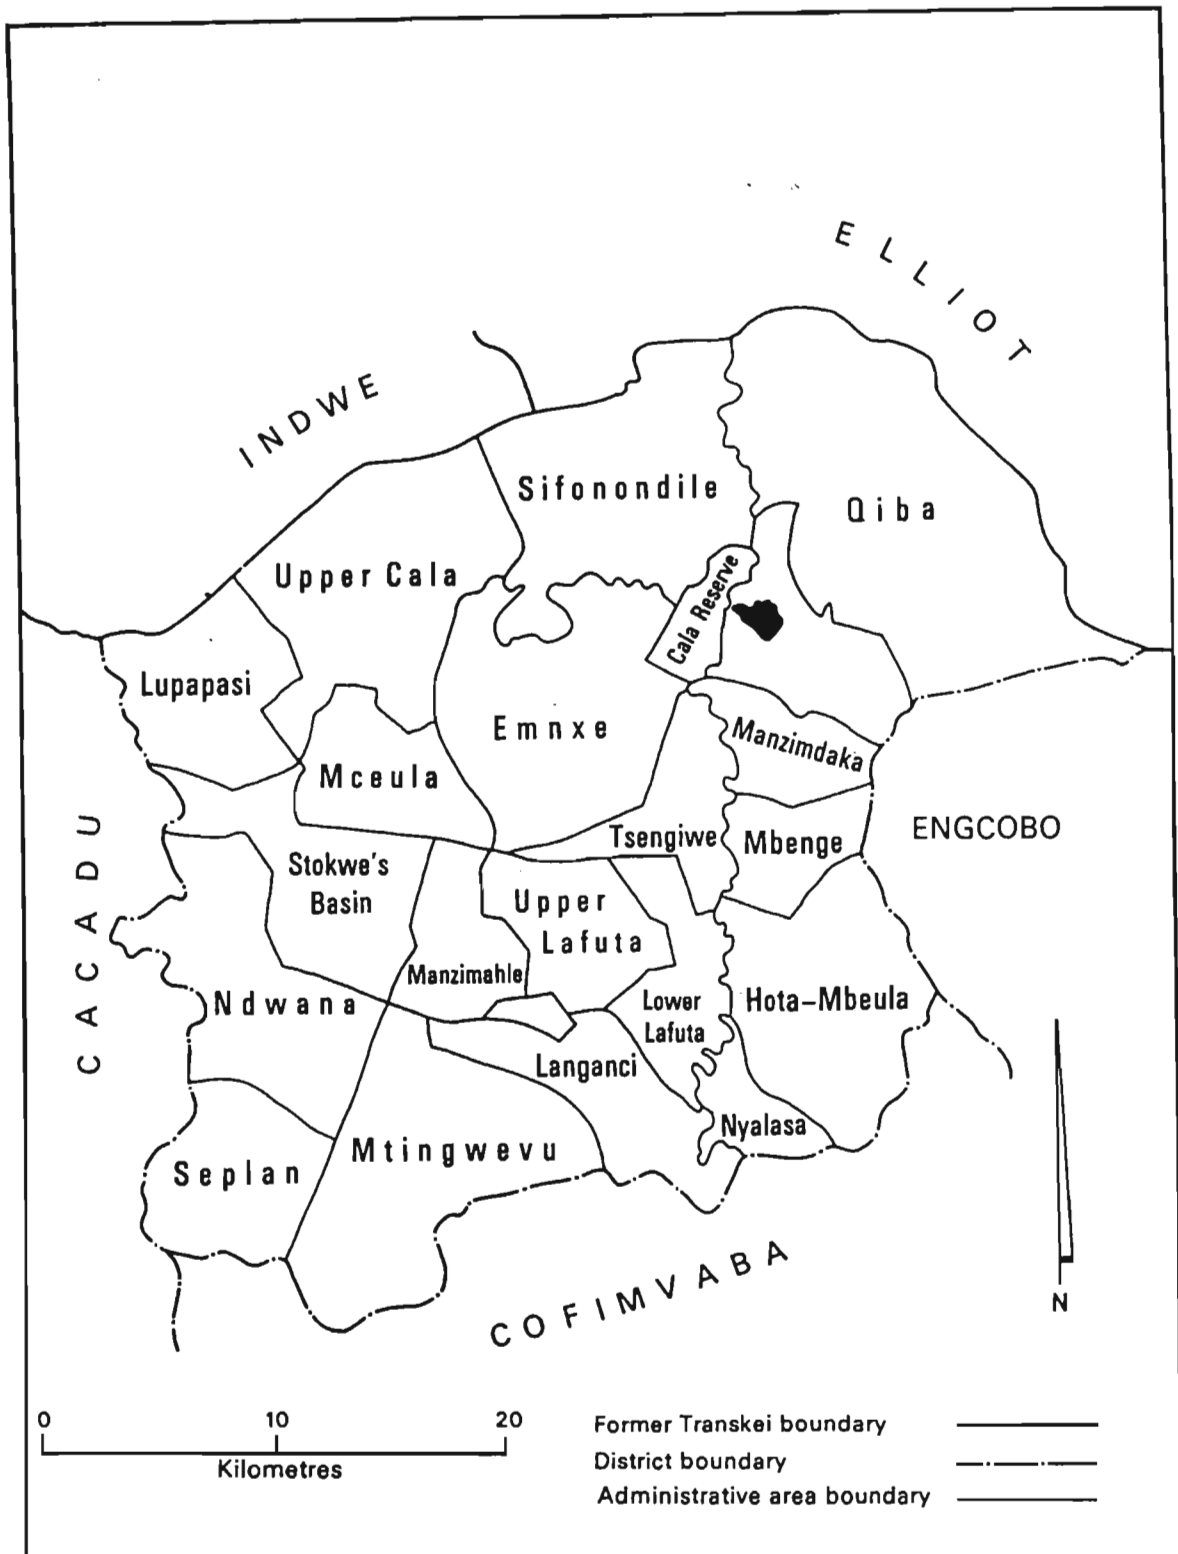 ELLIOT
INDWE
Sifonondile
Qiba
Upper Cala
Cala Reserve
Lupapasi
Emnxe
Manzimdaka
Mceula
Tsengiwe
Mbenge
ENGCOBO
CACADU
Stokwe's
Basin
Upper
Lafuta
Manzimahle
Ndwana
Lower
Lafuta
Hota-Mbeula
Langanci
Nyalasa
Mtingwevu
Seplan
COFIMVABA
N
0 10 20
Kilometres
Former Transkei boundary
District boundary
Administrative area boundary